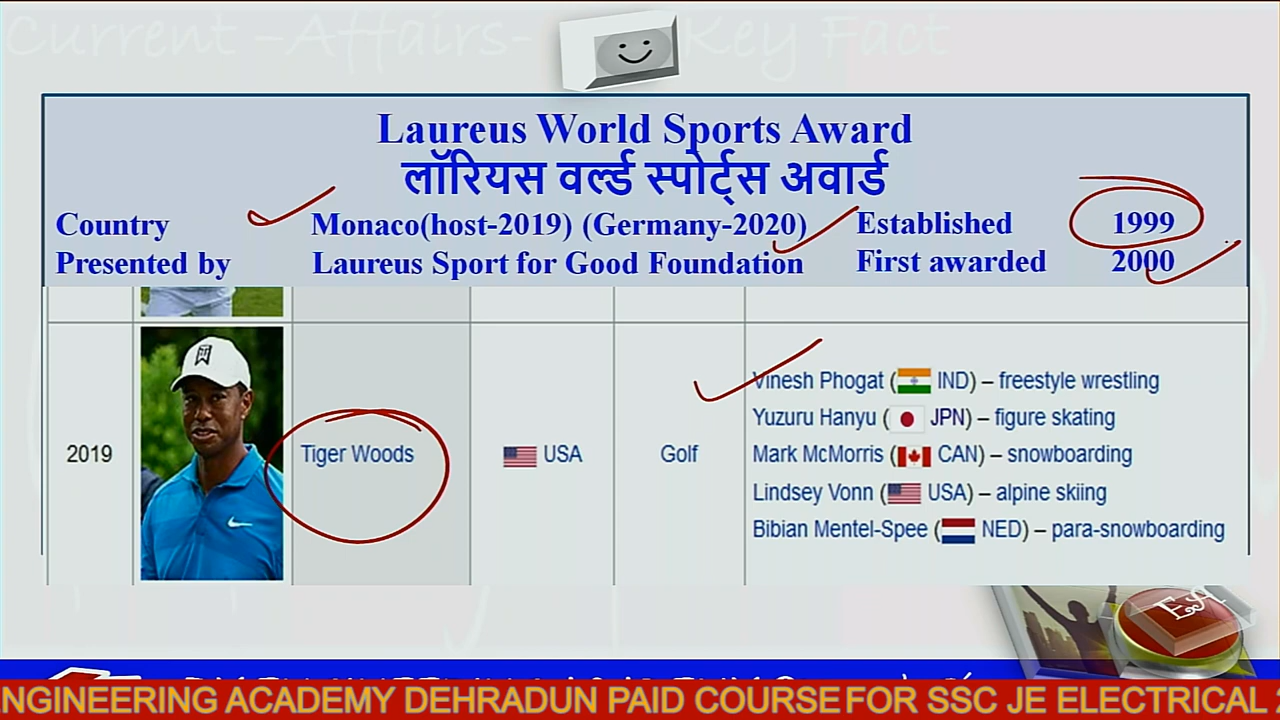 Current -Affairs- Key Fact
Laureus World Sports Award
लॉरियस वर्ल्ड स्पोर्ट्स अवार्ड
Country Monaco(host-2019) (Germany-2020) Established 1999
Presented by Laureus Sport for Good Foundation First awarded 2000
Vinesh Phogat ( IND) – freestyle wrestling
Yuzuru Hanyu ( JPN) – figure skating
2019 Tiger Woods USA Golf Mark McMorris ( CAN) – snowboarding
Lindsey Vonn ( USA) – alpine skiing
Bibian Mentel-Spee ( NED) – para-snowboarding
EA
NGINEERING ACADEMY DEHRADUN PAID COURSE FOR SSC JE ELECTRICAL 2